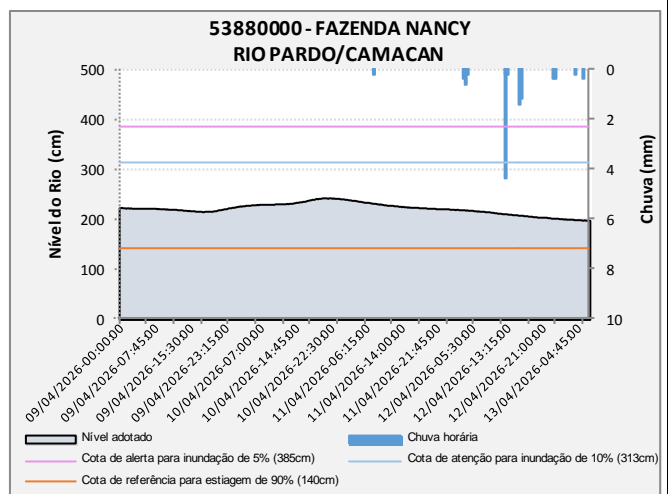 53880000 - FAZENDA NANCY
RIO PARDO/CAMACAN
500
400
300
200
100
0
Nível do Rio (cm)
0
2
4
6
8
10
Chuva (mm)
09/04/2026-00:00:00
09/04/2026-07:45:00
09/04/2026-15:30:00
09/04/2026-23:15:00
10/04/2026-07:00:00
10/04/2026-14:45:00
10/04/2026-22:30:00
11/04/2026-06:15:00
11/04/2026-14:00:00
11/04/2026-21:45:00
12/04/2026-05:30:00
12/04/2026-13:15:00
12/04/2026-21:00:00
13/04/2026-04:45:00
Nível adotado
Chuva horária
Cota de alerta para inundação de 5% (385cm)
Cota de atenção para inundação de 10% (313cm)
Cota de referência para estiagem de 90% (140cm)